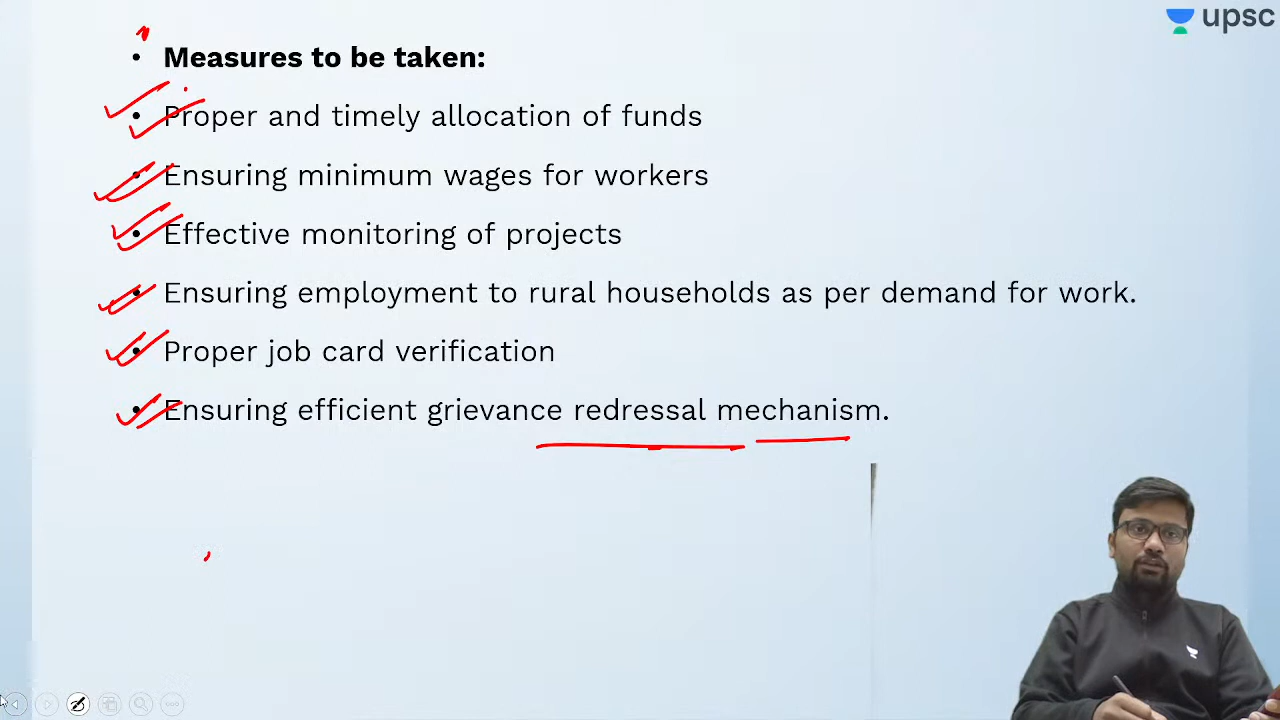 upsc
• Measures to be taken:
• Proper and timely allocation of funds
• Ensuring minimum wages for workers
• Effective monitoring of projects
• Ensuring employment to rural households as per demand for work.
• Proper job card verification
• Ensuring efficient grievance redressal mechanism.